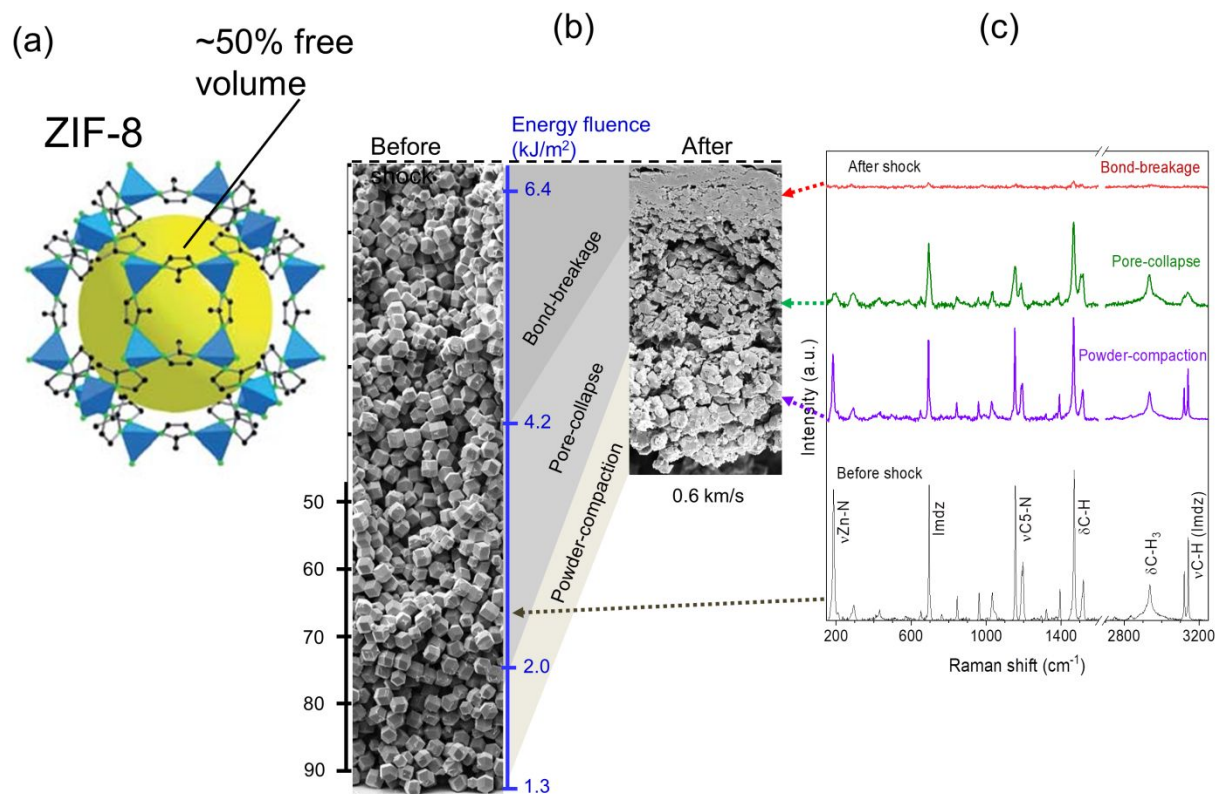 (a)
~50% free
volume
ZIF-8
(b)
Before
shock
Energy fluence
(kJ/m²)
After
6.4
4.2
2.0
1.3
50
60
70
80
90
Bond-breakage
Pore-collapse
Powder-compaction
0.6 km/s
(c)
After shock
Bond-breakage
Pore-collapse
Powder-compaction
Before shock
νZn-N
Imdz
νC5-N
δC-H
δC-H₃
νC-H (Imdz)
Intensity (a.u.)
200 600 1000 1400 2800 3200
Raman shift (cm⁻¹)